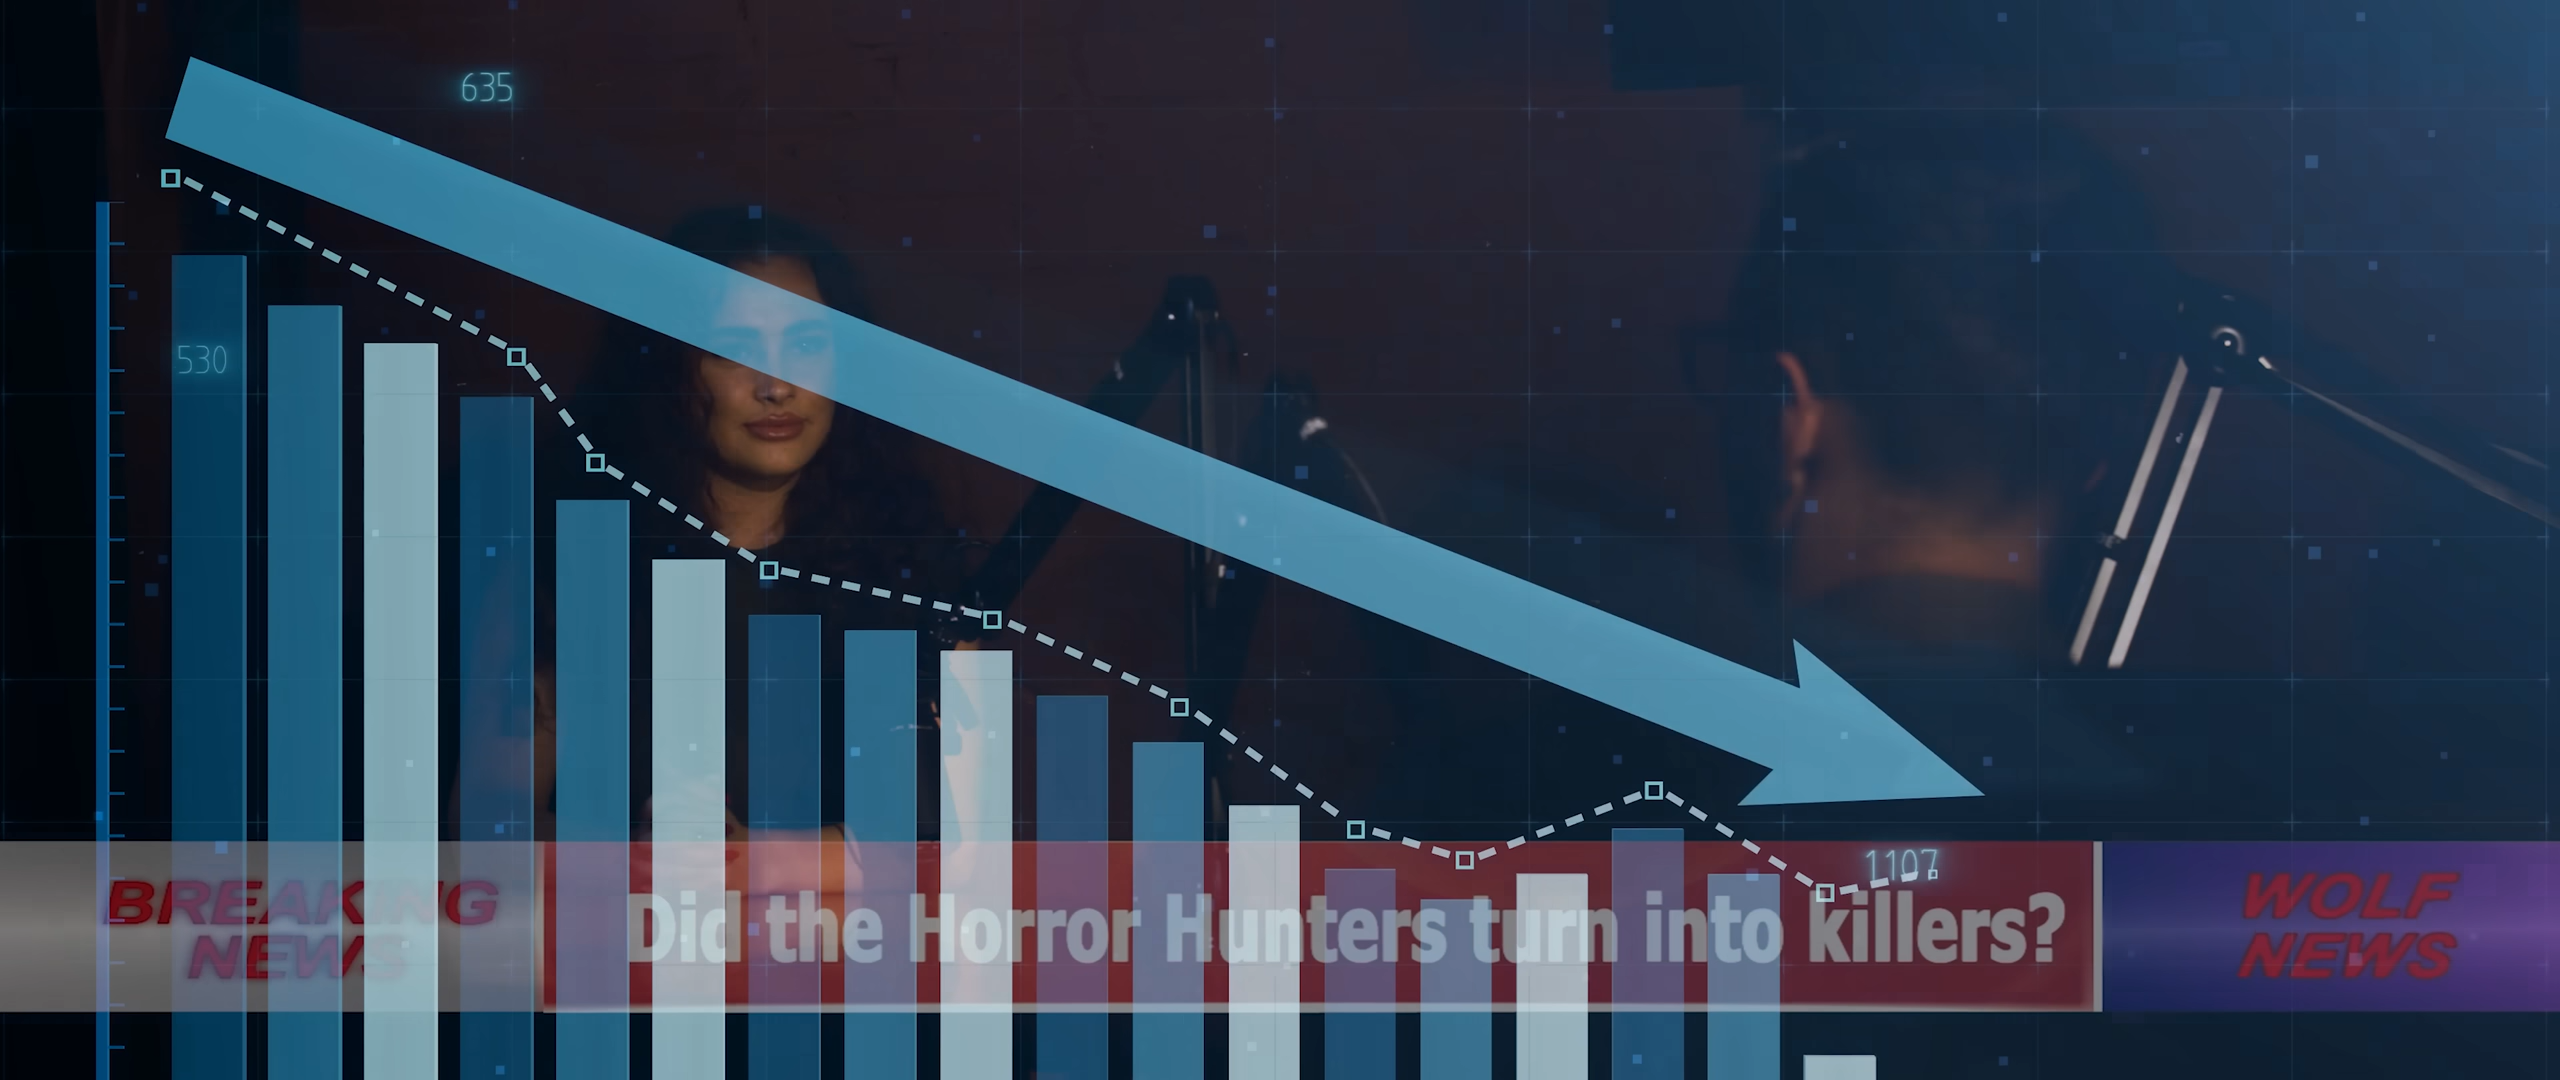 635
530
1107
BREAKING
NEWS
Did the Horror Hunters turn into killers?
WOLF
NEWS